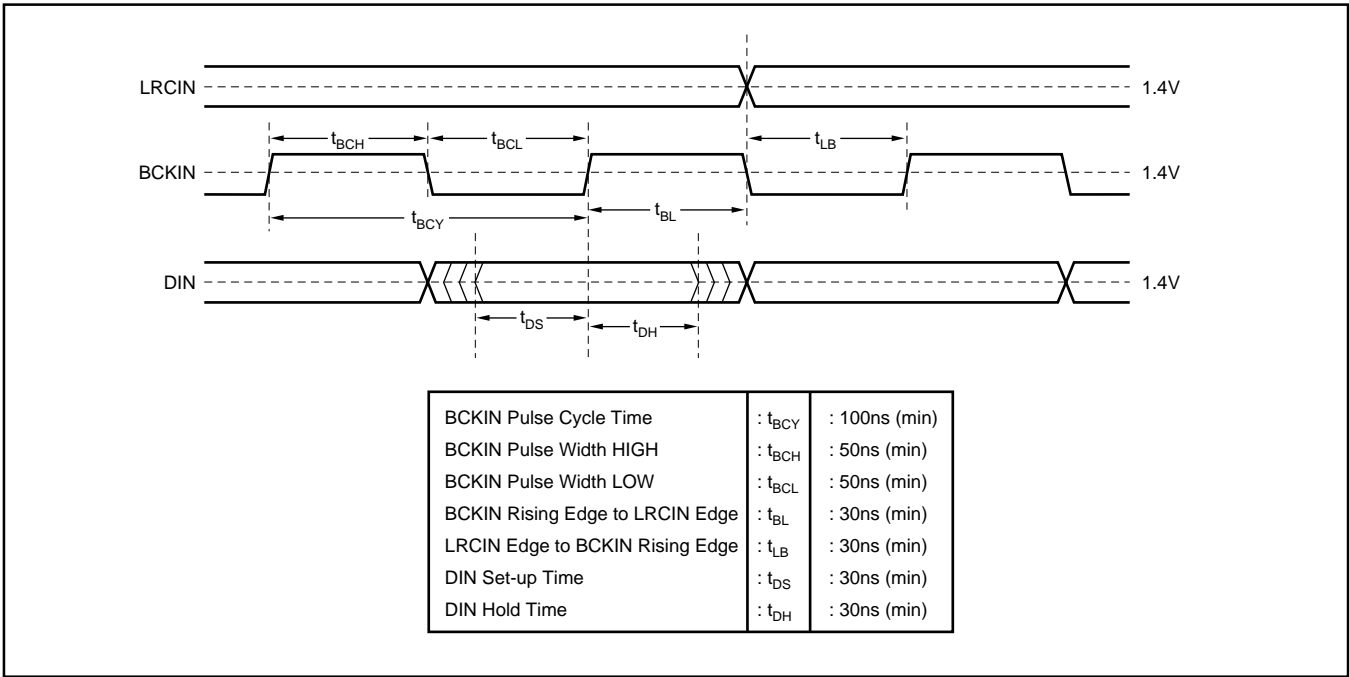 LRCIN 1.4V
t_BCH t_BCL t_LB
BCKIN 1.4V
t_BCY t_BL
DIN 1.4V
t_DS t_DH
BCKIN Pulse Cycle Time : t_BCY : 100ns (min)
BCKIN Pulse Width HIGH : t_BCH : 50ns (min)
BCKIN Pulse Width LOW : t_BCL : 50ns (min)
BCKIN Rising Edge to LRCIN Edge : t_BL : 30ns (min)
LRCIN Edge to BCKIN Rising Edge : t_LB : 30ns (min)
DIN Set-up Time : t_DS : 30ns (min)
DIN Hold Time : t_DH : 30ns (min)